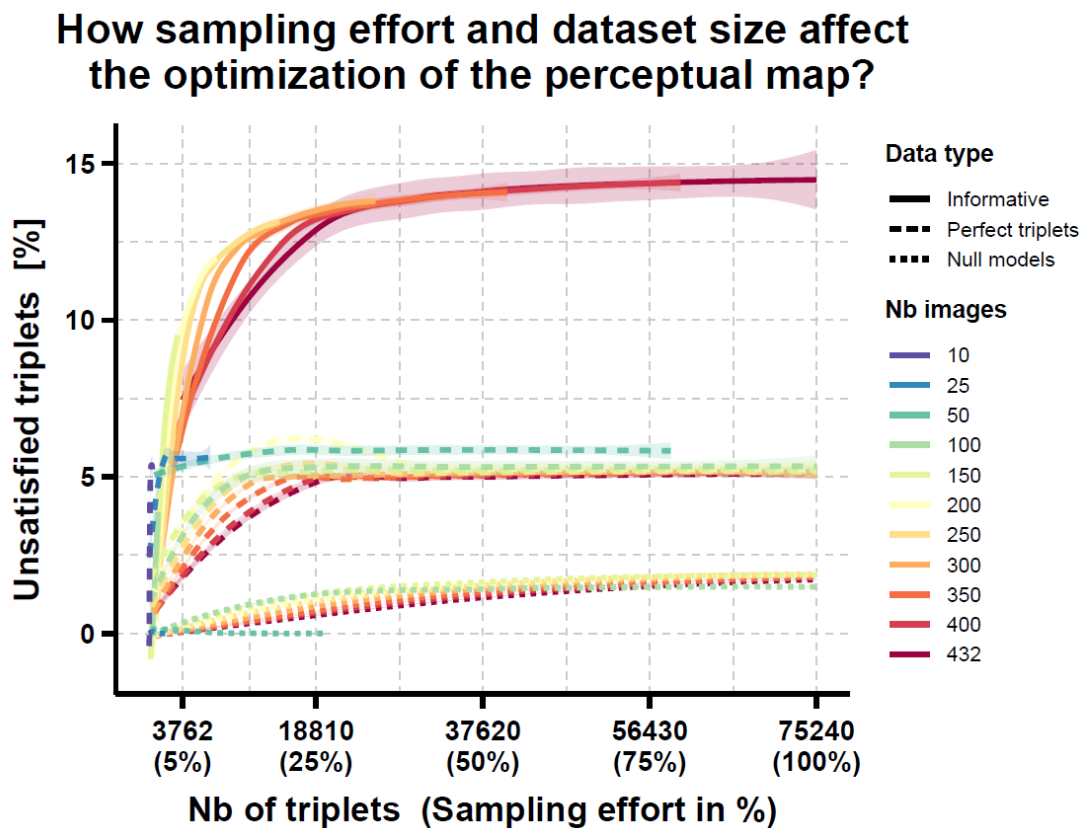 How sampling effort and dataset size affect
the optimization of the perceptual map?
Unsatisfied triplets [%]
15
10
5
0
3762 18810 37620 56430 75240
(5%) (25%) (50%) (75%) (100%)
Nb of triplets (Sampling effort in %)
Data type
Informative
Perfect triplets
Null models
Nb images
10
25
50
100
150
200
250
300
350
400
432